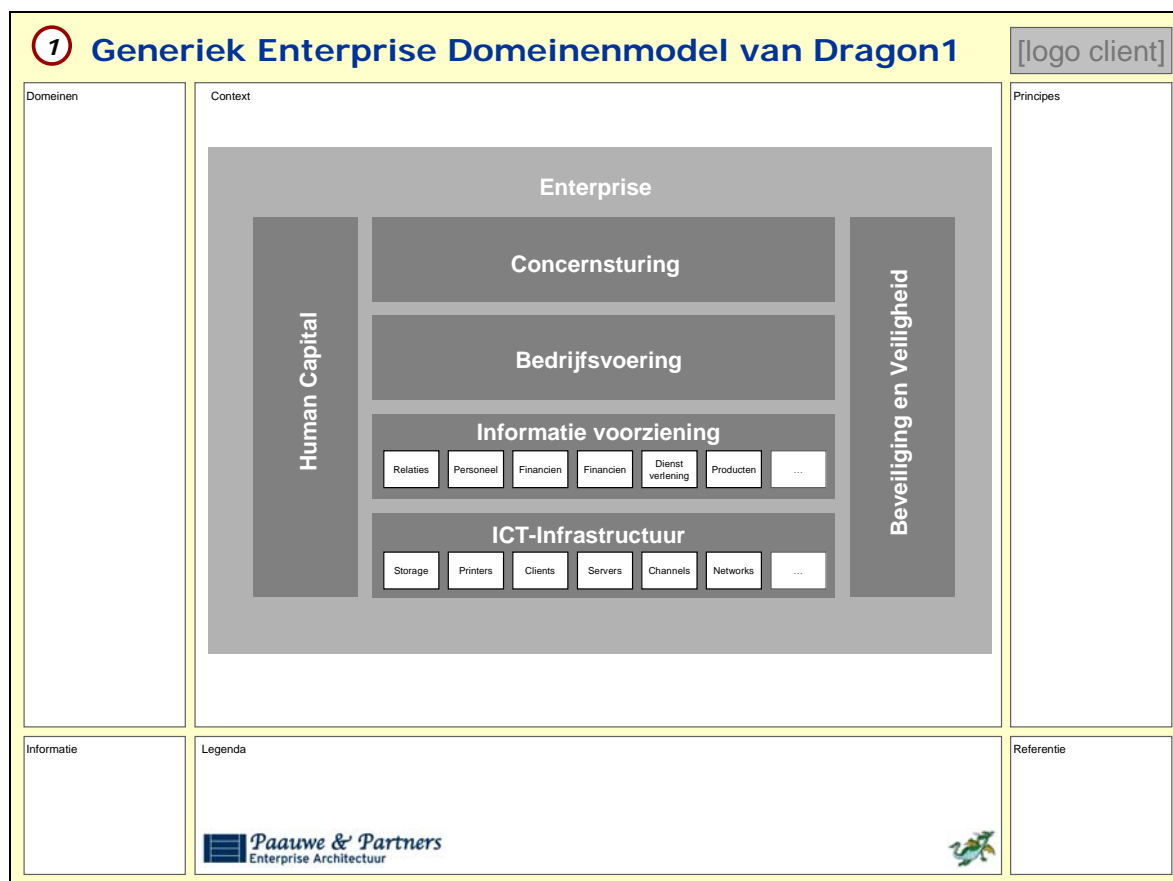 1
Generiek Enterprise Domeinenmodel van Dragon1
[logo client]
Domeinen
Context
Principes
Enterprise
Human Capital
Concernsturing
Bedrijfsvoering
Informatie voorziening
Relaties
Personeel
Financien
Financien
Dienst
verlening
Producten
...
ICT-Infrastructuur
Storage
Printers
Clients
Servers
Channels
Networks
...
Beveiliging en Veiligheid
Informatie
Legenda
Referentie
Paauwe & Partners
Enterprise Architectuur